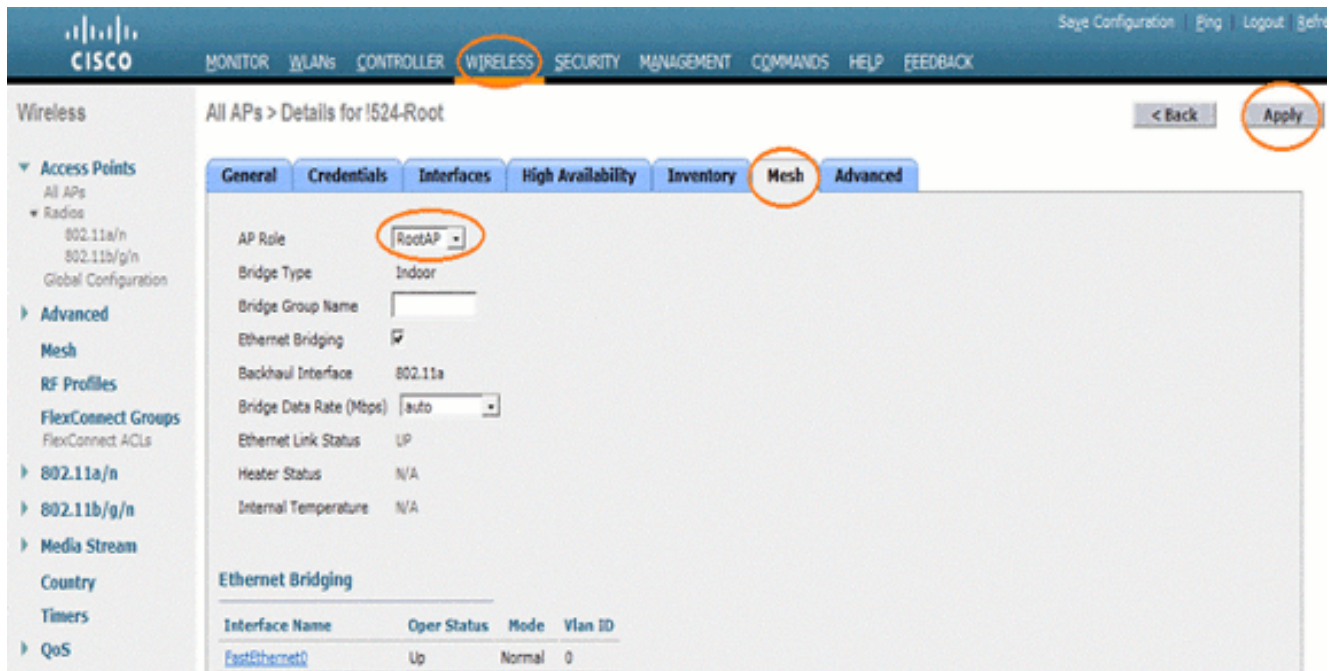 Save Configuration Ping Logout Refre
CISCO
MONITOR WLANs CONTROLLER WIRELESS SECURITY MANAGEMENT COMMANDS HELP FEEDBACK
Wireless
Access Points
All APs
Radios
802.11a/n
802.11b/g/n
Global Configuration
Advanced
Mesh
RF Profiles
FlexConnect Groups
FlexConnect ACLs
802.11a/n
802.11b/g/n
Media Stream
Country
Timers
QoS
All APs > Details for !524-Root
< Back Apply
General Credentials Interfaces High Availability Inventory Mesh Advanced
AP Role RootAP
Bridge Type Indoor
Bridge Group Name
Ethernet Bridging
Backhaul Interface 802.11a
Bridge Data Rate (Mbps) auto
Ethernet Link Status UP
Heater Status N/A
Internal Temperature N/A
Ethernet Bridging
Interface Name Oper Status Mode Vlan ID
FastEthernet0 Up Normal 0